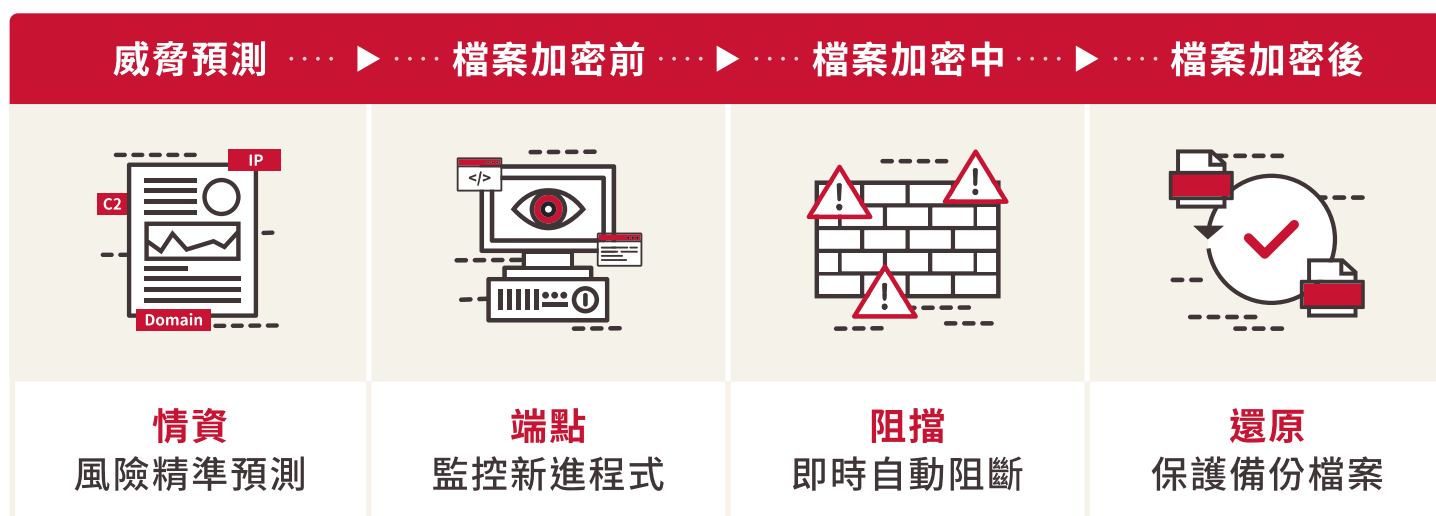 威脅預測 ···· ▶ ···· 檔案加密前 ···· ▶ ···· 檔案加密中 ···· ▶ ···· 檔案加密後
IP
C2
Domain
</>
情資
風險精準預測
端點
監控新進程式
阻擋
即時自動阻斷
還原
保護備份檔案